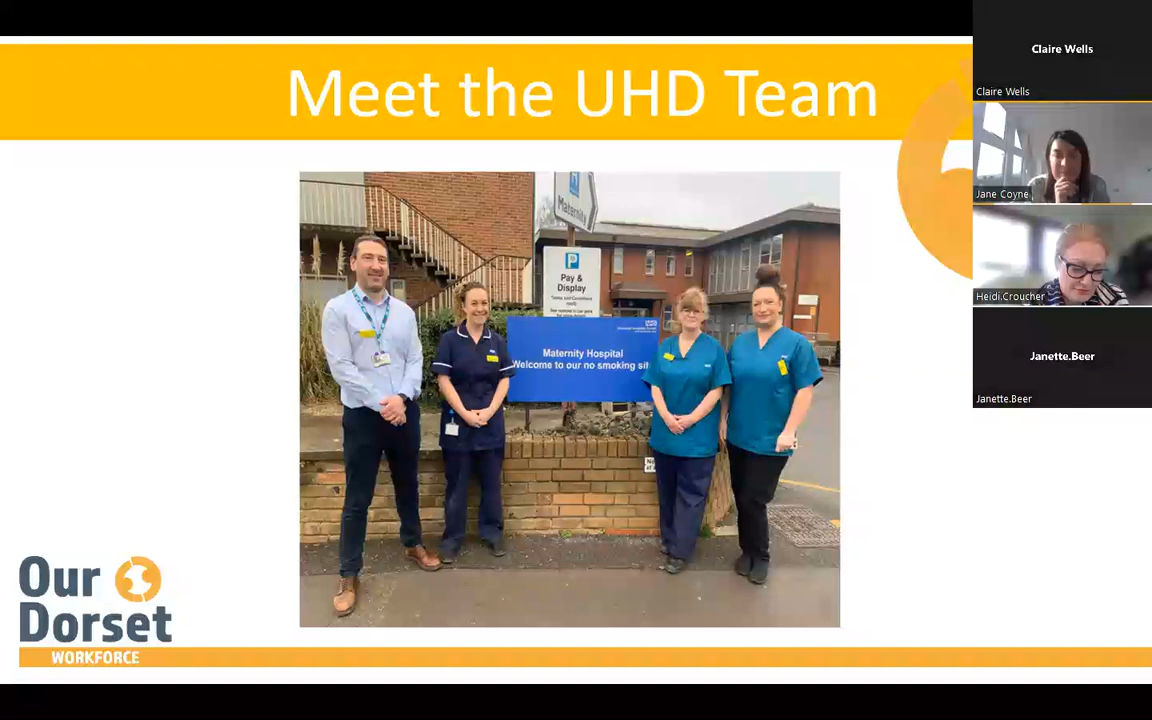 Meet the UHD Team
Maternity
P
Pay &
Display
Maternity Hospital
Welcome to our no smoking sit
Our
Dorset
WORKFORCE
Claire Wells
Claire Wells
Jane Coyne
Heidi.Croucher
Janette.Beer
Janette.Beer